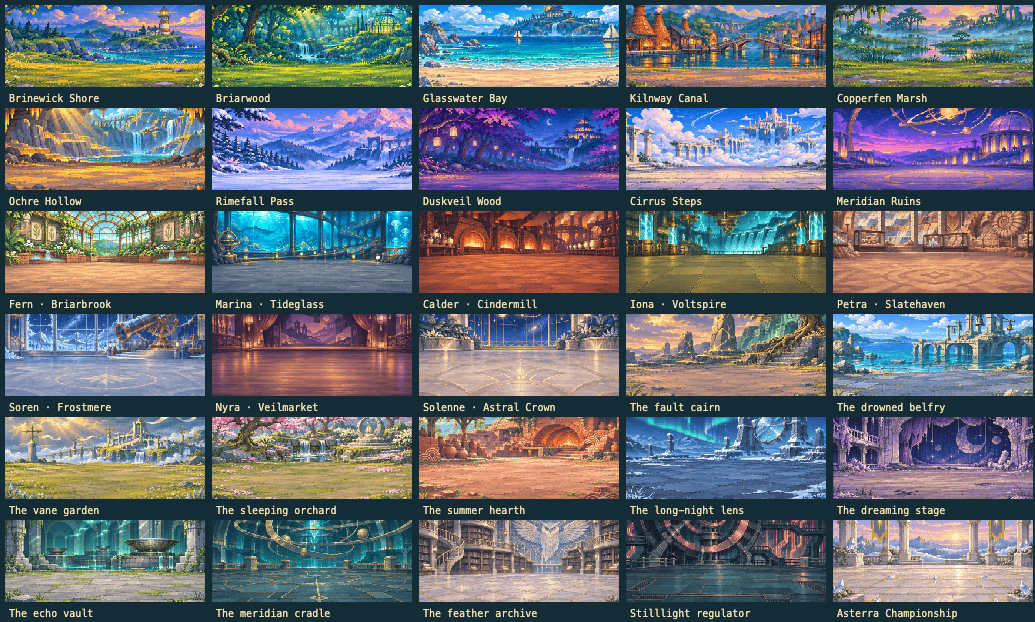 Brinewick Shore
Briarwood
Glasswater Bay
Kilnway Canal
Copperfen Marsh
Ochre Hollow
Rimefall Pass
Duskveil Wood
Cirrus Steps
Meridian Ruins
Fern · Briarbrook
Marina · Tideglass
Calder · Cindermill
Iona · Voltspire
Petra · Slatehaven
Soren · Frostmere
Nyra · Veilmarket
Solenne · Astral Crown
The fault cairn
The drowned belfry
The vane garden
The sleeping orchard
The summer hearth
The long-night lens
The dreaming stage
The echo vault
The meridian cradle
The feather archive
Stilllight regulator
Asterra Championship